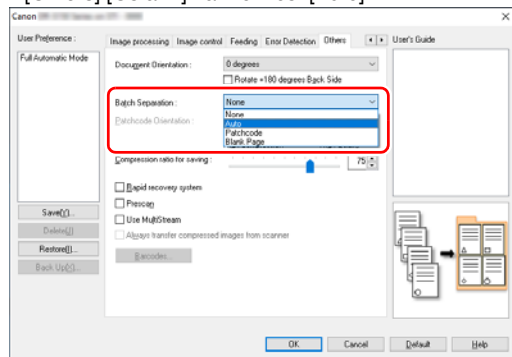 Canon
User Preference :
Full Automatic Mode
Image processing Image control Feeding Error Detection Others
User's Guide
Document Orientation : 0 degrees
Rotate +180 degrees Back Side
Batch Separation : None
None
Patchcode Orientation : Auto
Patchcode
Blank Page
Compression ratio for saving : 75
Rapid recovery system
Prescan
Use MultiStream
Always transfer compressed images from scanner
Barcodes...
Save(Y)...
Delete(J)
Restore(I)...
Back Up(X)...
OK Cancel Default Help